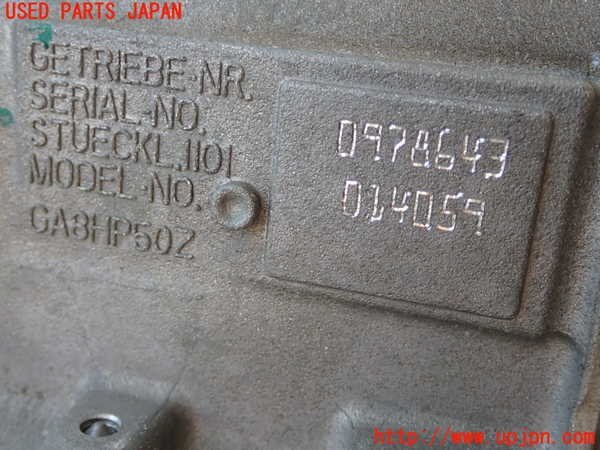 USED PARTS JAPAN
GETRIEBE-NR.
SERIAL-NO.
STUECKL.1101
MODEL-NO.
GA8HP50Z
0978643
014059
http://www.upjpn.com/